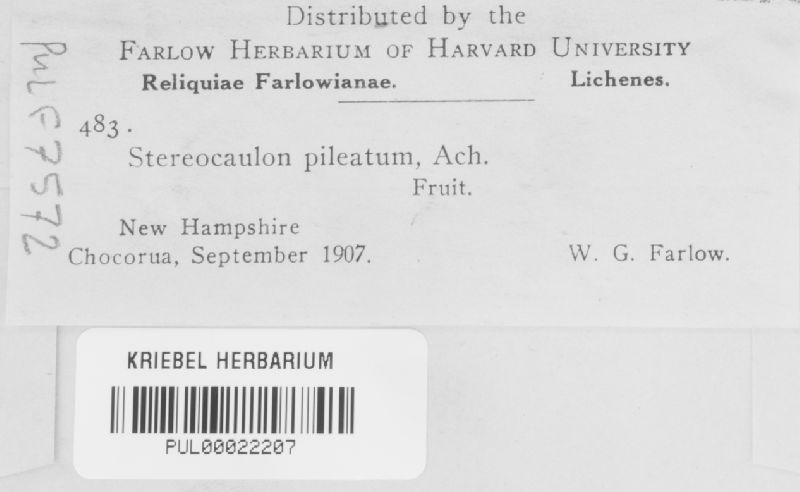 Distributed by the
FARLOW HERBARIUM OF HARVARD UNIVERSITY
Reliquiae Farlowianae. Lichenes.
483.
Stereocaulon pileatum, Ach.
Fruit.
New Hampshire
Chocorua, September 1907. W. G. Farlow.
PUL F7572
KRIEBEL HERBARIUM
PUL00022207